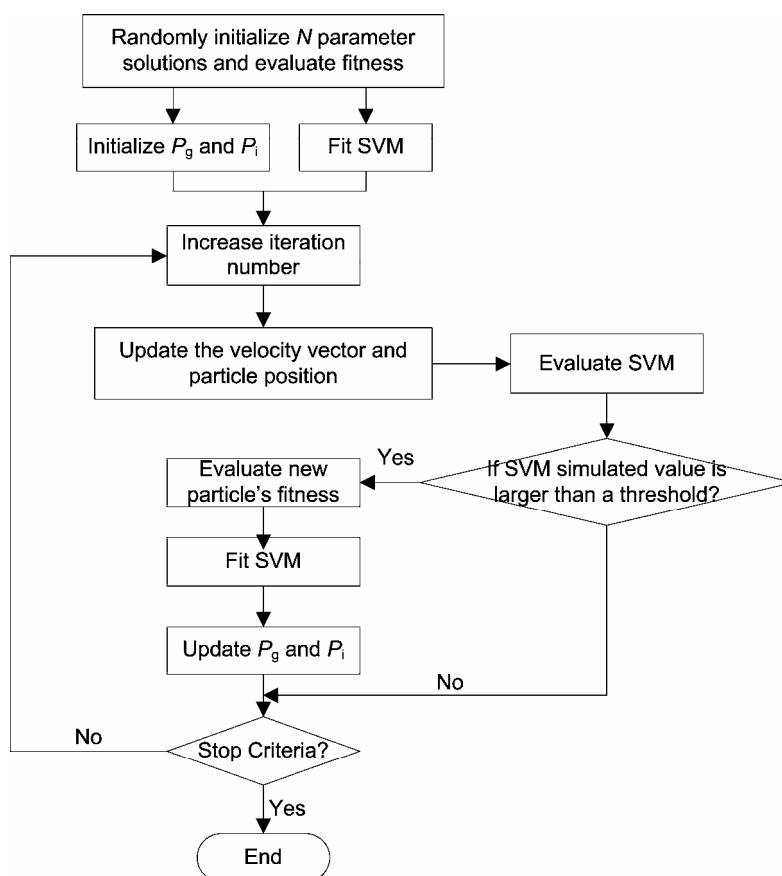 Randomly initialize N parameter
solutions and evaluate fitness
Initialize Pg and Pi
Fit SVM
Increase iteration
number
Update the velocity vector and
particle position
Evaluate SVM
Yes
If SVM simulated value is
larger than a threshold?
Evaluate new
particle's fitness
Fit SVM
Update Pg and Pi
No
No
Stop Criteria?
Yes
End